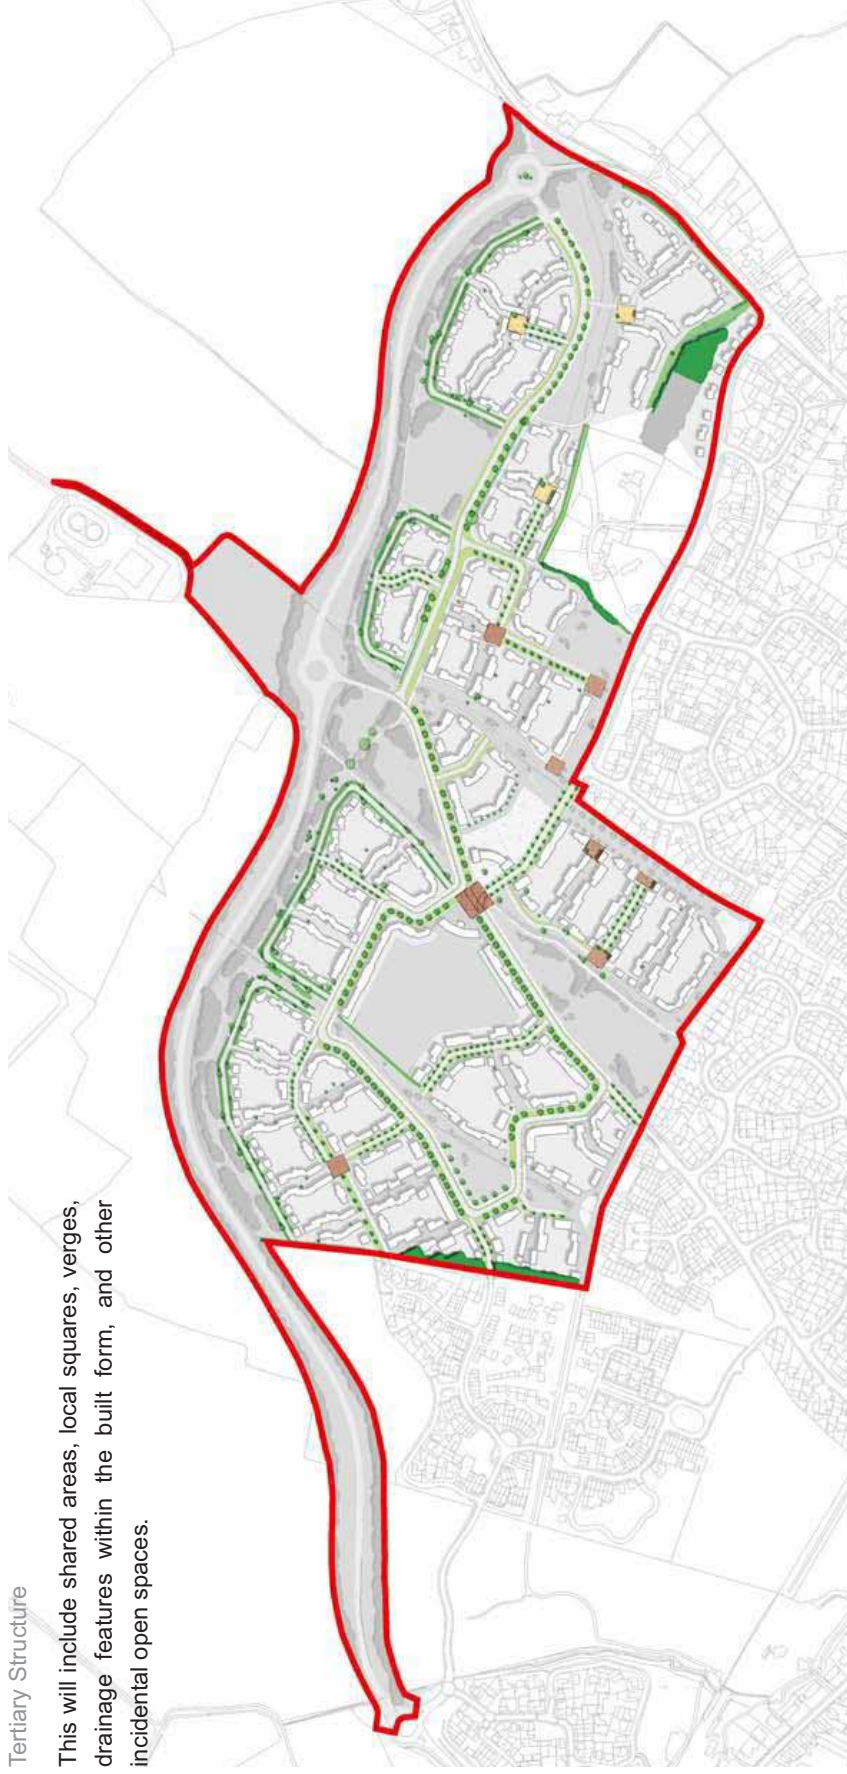 Tertiary Structure
This will include shared areas, local squares, verges,
drainage features within the built form, and other
incidental open spaces.